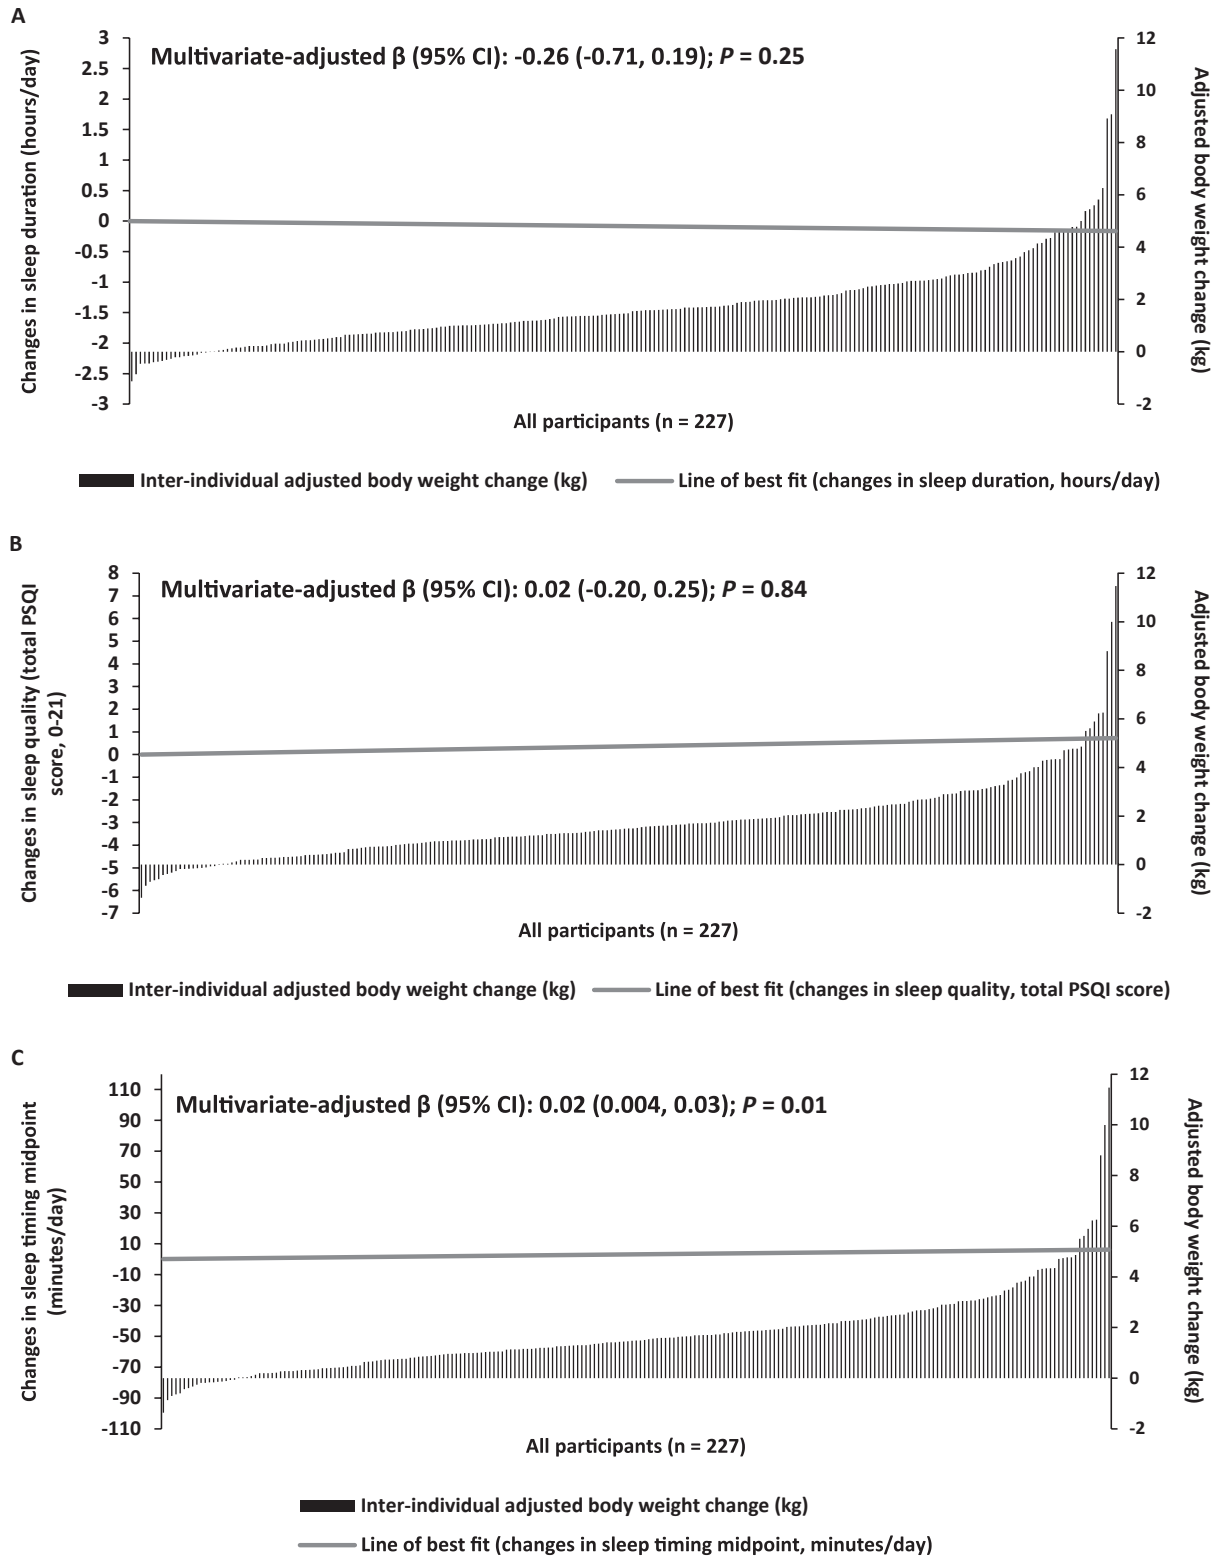 A
Multivariate-adjusted β (95% CI): -0.26 (-0.71, 0.19); P = 0.25
Changes in sleep duration (hours/day)
3
2.5
2
1.5
1
0.5
0
-0.5
-1
-1.5
-2
-2.5
-3
12
10
8
6
4
2
0
-2
Adjusted body weight change (kg)
All participants (n = 227)
Inter-individual adjusted body weight change (kg)
Line of best fit (changes in sleep duration, hours/day)
B
Multivariate-adjusted β (95% CI): 0.02 (-0.20, 0.25); P = 0.84
Changes in sleep quality (total PSQI
score, 0-21)
8
7
6
5
4
3
2
1
0
-1
-2
-3
-4
-5
-6
-7
12
10
8
6
4
2
0
-2
Adjusted body weight change (kg)
All participants (n = 227)
Inter-individual adjusted body weight change (kg)
Line of best fit (changes in sleep quality, total PSQI score)
C
Multivariate-adjusted β (95% CI): 0.02 (0.004, 0.03); P = 0.01
Changes in sleep timing midpoint
(minutes/day)
110
90
70
50
30
10
-10
-30
-50
-70
-90
-110
12
10
8
6
4
2
0
-2
Adjusted body weight change (kg)
All participants (n = 227)
Inter-individual adjusted body weight change (kg)
Line of best fit (changes in sleep timing midpoint, minutes/day)